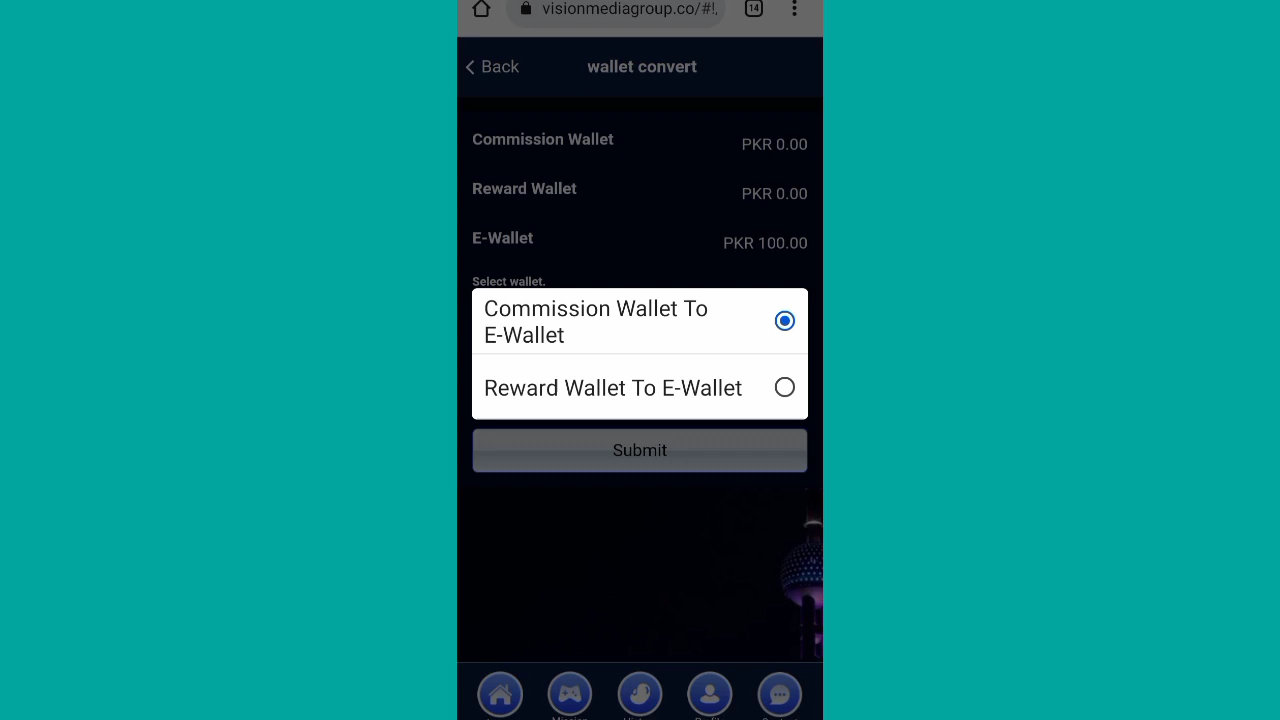 visionmediagroup.co/#!,
14
Back
wallet convert
Commission Wallet
PKR 0.00
Reward Wallet
PKR 0.00
E-Wallet
PKR 100.00
Select wallet.
Commission Wallet To
E-Wallet
Reward Wallet To E-Wallet
Submit